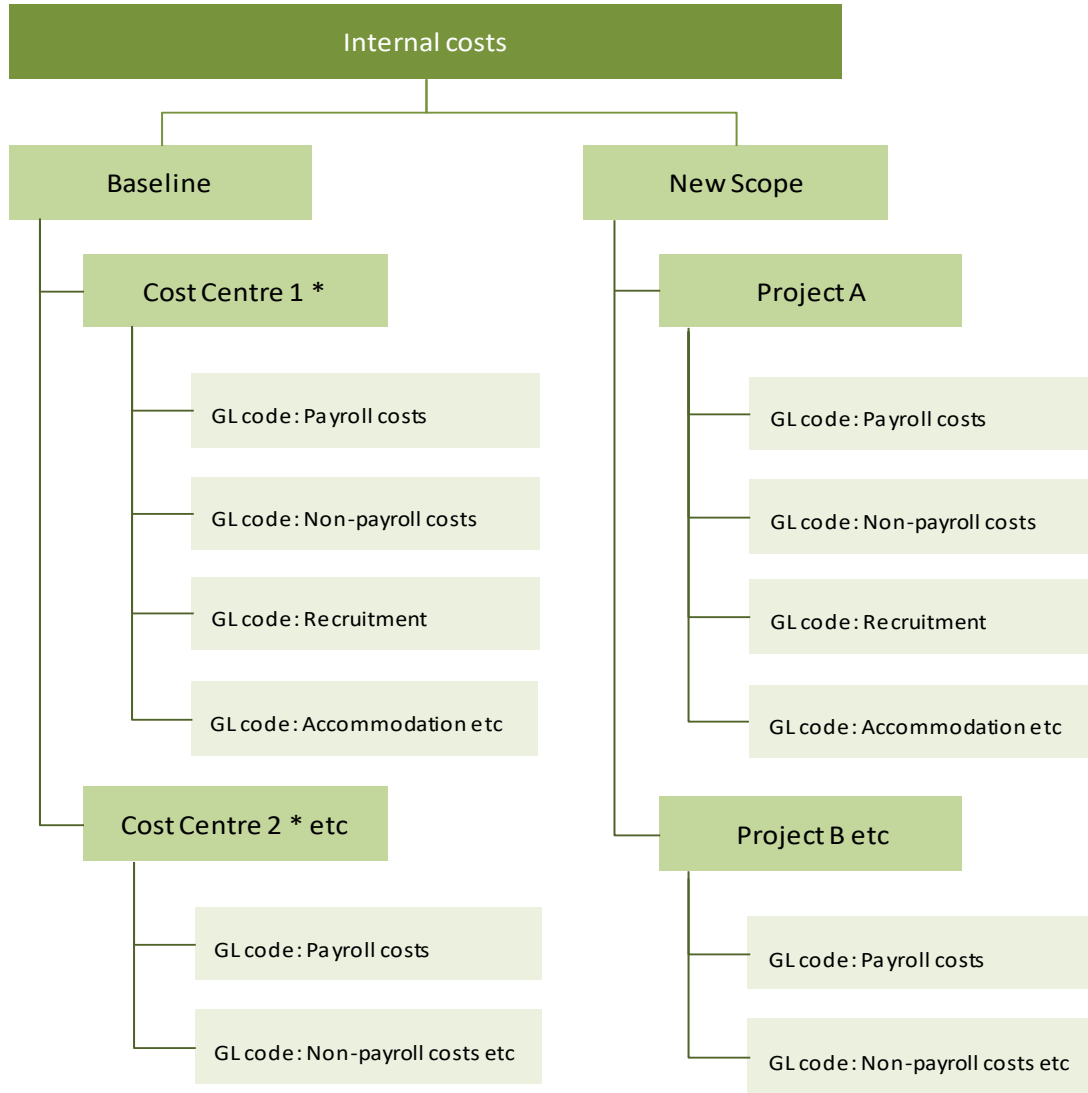 Internal costs
Baseline
New Scope
Cost Centre 1 *
Project A
GL code: Payroll costs
GL code: Payroll costs
GL code: Non-payroll costs
GL code: Non-payroll costs
GL code: Recruitment
GL code: Recruitment
GL code: Accommodation etc
GL code: Accommodation etc
Cost Centre 2 * etc
Project B etc
GL code: Payroll costs
GL code: Payroll costs
GL code: Non-payroll costs etc
GL code: Non-payroll costs etc